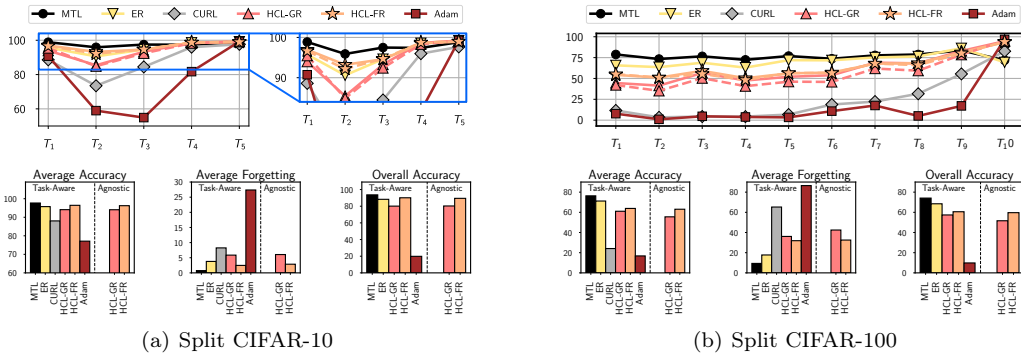 MTL ER CURL HCL-GR HCL-FR Adam
100
80
60
T1 T2 T3 T4 T5
100
90
T1 T2 T3 T4 T5
Average Accuracy
Task-Aware Agnostic
100
90
80
70
60
MTL ER CURL HCL-GR HCL-FR Adam HCL-GR HCL-FR
Average Forgetting
Task-Aware Agnostic
30
25
20
15
10
5
0
MTL ER CURL HCL-GR HCL-FR Adam HCL-GR HCL-FR
Overall Accuracy
Task-Aware Agnostic
100
80
60
40
20
0
MTL ER CURL HCL-GR HCL-FR Adam HCL-GR HCL-FR
(a) Split CIFAR-10
MTL ER CURL HCL-GR HCL-FR Adam
100
75
50
25
0
T1 T2 T3 T4 T5 T6 T7 T8 T9 T10
Average Accuracy
Task-Aware Agnostic
80
60
40
20
0
MTL ER CURL HCL-GR HCL-FR Adam HCL-GR HCL-FR
Average Forgetting
Task-Aware Agnostic
80
60
40
20
0
MTL ER CURL HCL-GR HCL-FR Adam HCL-GR HCL-FR
Overall Accuracy
Task-Aware Agnostic
80
60
40
20
0
MTL ER CURL HCL-GR HCL-FR Adam HCL-GR HCL-FR
(b) Split CIFAR-100